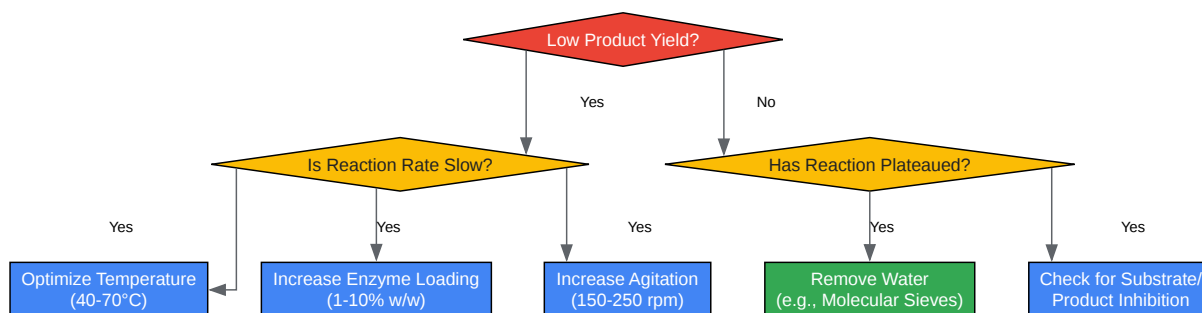 Low Product Yield?
Yes
No
Is Reaction Rate Slow?
Has Reaction Plateaued?
Yes
Yes
Yes
Yes
Yes
Optimize Temperature
(40-70°C)
Increase Enzyme Loading
(1-10% w/w)
Increase Agitation
(150-250 rpm)
Remove Water
(e.g., Molecular Sieves)
Check for Substrate/
Product Inhibition